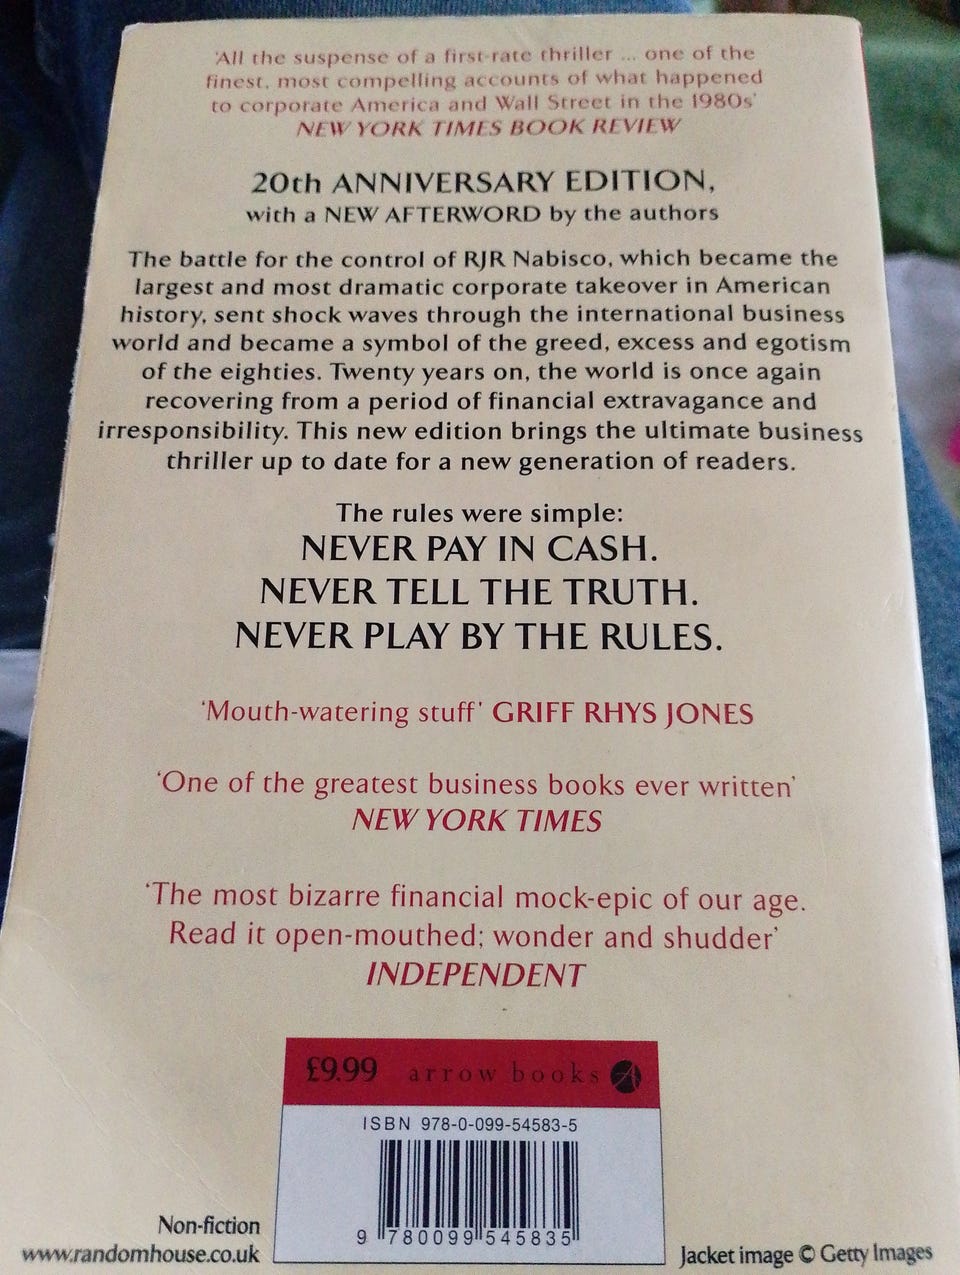 'All the suspense of a first-rate thriller ... one of the
finest, most compelling accounts of what happened
to corporate America and Wall Street in the 1980s'
NEW YORK TIMES BOOK REVIEW
20th ANNIVERSARY EDITION,
with a NEW AFTERWORD by the authors
The battle for the control of RJR Nabisco, which became the
largest and most dramatic corporate takeover in American
history, sent shock waves through the international business
world and became a symbol of the greed, excess and egotism
of the eighties. Twenty years on, the world is once again
recovering from a period of financial extravagance and
irresponsibility. This new edition brings the ultimate business
thriller up to date for a new generation of readers.
The rules were simple:
NEVER PAY IN CASH.
NEVER TELL THE TRUTH.
NEVER PLAY BY THE RULES.
'Mouth-watering stuff' GRIFF RHYS JONES
'One of the greatest business books ever written'
NEW YORK TIMES
'The most bizarre financial mock-epic of our age.
Read it open-mouthed; wonder and shudder'
INDEPENDENT
£9.99 arrow books A
ISBN 978-0-099-54583-5
9 780099 545835
Non-fiction
www.randomhouse.co.uk
Jacket image © Getty Images